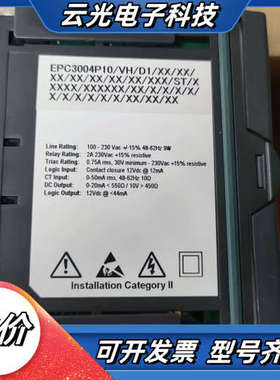 云光电子科技
EPC3004P10/VH/D1/XX/XX/
XX/XX/XX/XX/XX/XXX/ST/X
XXXX/XXXXXX/XX/X/X/X/X/
X/X/X/X/X/X/XX/XX/XX
Line Rating: 100 - 230 Vac +/-15% 48-62Hz 9W
Relay Rating: 2A 230Vac +15% resistive
Triac Rating: 0.75A rms, 30V minimum - 230Vac +15% resistive
Logic Input: Contact closure 12Vdc @ 12mA
CT Input: 0-50mA rms, 48-62Hz 10Ω
DC Output: 0-20mA < 550Ω / 10V > 450Ω
Logic Output: 12Vdc @ <44mA
Installation Category II
价
可开发票 型号齐